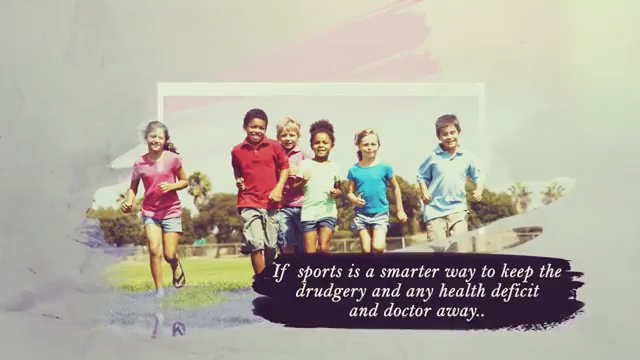 If sports is a smarter way to keep the
drudgery and any health deficit
and doctor away..